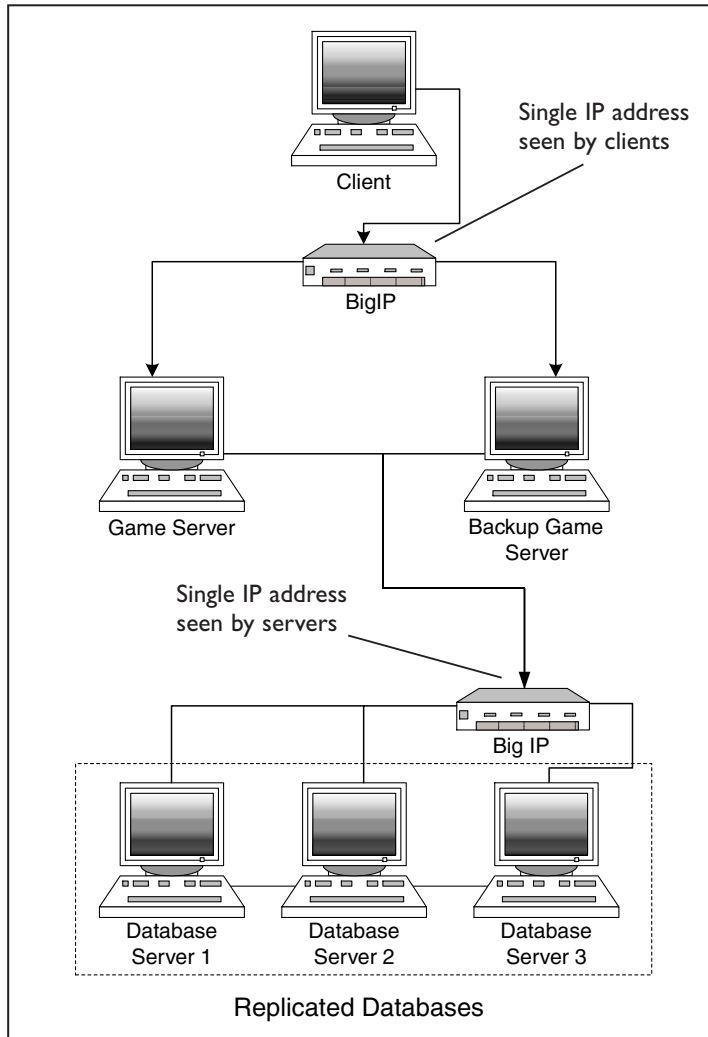 Single IP address
seen by clients
Client
BigIP
Game Server
Backup Game
Server
Single IP address
seen by servers
Big IP
Database
Server 1
Database
Server 2
Database
Server 3
Replicated Databases